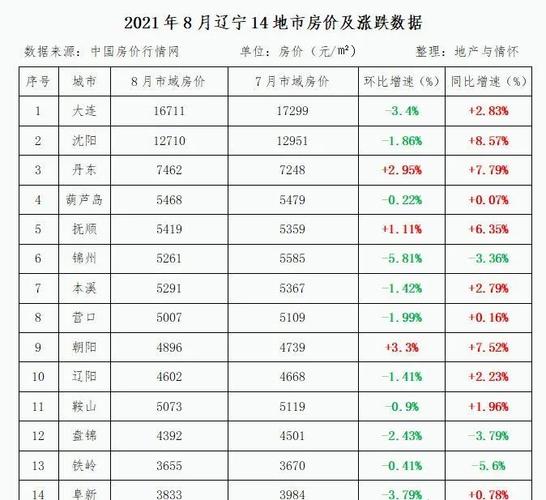 2021年8月辽宁14地市房价及涨跌数据
数据来源：中国房价行情网 单位：房价（元/㎡） 整理：地产与情怀
序号 城市 8月市域房价 7月市域房价 环比增速（%） 同比增速（%）
1 大连 16711 17299 -3.4% +2.83%
2 沈阳 12710 12951 -1.86% +8.57%
3 丹东 7462 7248 +2.95% +7.79%
4 葫芦岛 5468 5479 -0.22% +0.07%
5 抚顺 5419 5359 +1.11% +6.35%
6 锦州 5261 5585 -5.81% -3.36%
7 本溪 5291 5367 -1.42% +2.79%
8 营口 5007 5109 -1.99% +0.16%
9 朝阳 4896 4739 +3.3% +7.52%
10 辽阳 4602 4668 -1.41% +2.23%
11 鞍山 5073 5119 -0.9% +1.96%
12 盘锦 4392 4501 -2.43% -3.79%
13 铁岭 3655 3670 -0.41% -5.6%
14 阜新 3833 3984 -3.79% +0.78%